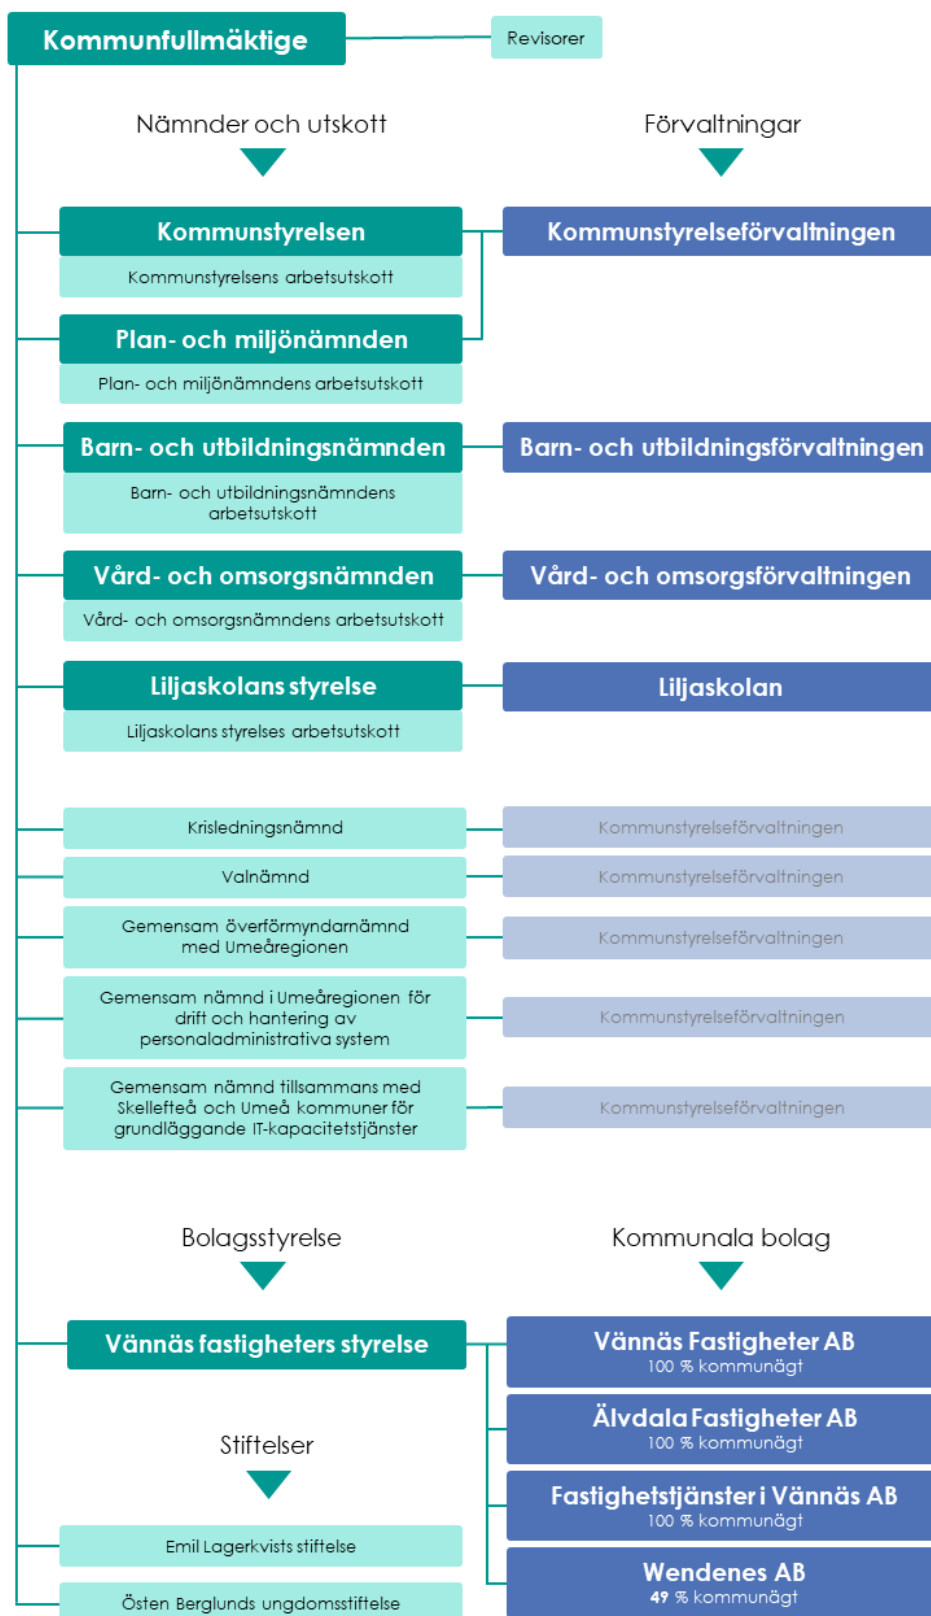 Kommunfullmäktige
Revisorer
Nämnder och utskott
Förvaltningar
Kommunstyrelsen
Kommunstyrelseförvaltningen
Kommunstyrelsens arbetsutskott
Plan- och miljönämnden
Plan- och miljönämndens arbetsutskott
Barn- och utbildningsnämnden
Barn- och utbildningsförvaltningen
Barn- och utbildningsnämndens
arbetsutskott
Vård- och omsorgsnämnden
Vård- och omsorgsförvaltningen
Vård- och omsorgsnämndens arbetsutskott
Liljaskolans styrelse
Liljaskolan
Liljaskolans styrelses arbetsutskott
Krisledningsnämnd
Kommunstyrelseförvaltningen
Valnämnd
Kommunstyrelseförvaltningen
Gemensam överförmyndarnämnd
med Umeåregionen
Kommunstyrelseförvaltningen
Gemensam nämnd i Umeåregionen för
drift och hantering av
personaladministrativa system
Kommunstyrelseförvaltningen
Gemensam nämnd tillsammans med
Skellefteå och Umeå kommuner för
grundläggande IT-kapacitetstjänster
Kommunstyrelseförvaltningen
Bolagsstyrelse
Kommunala bolag
Vännäs fastigheters styrelse
Vännäs Fastigheter AB
100 % kommunägt
Älvdala Fastigheter AB
100 % kommunägt
Fastighetstjänster i Vännäs AB
100 % kommunägt
Wendenes AB
49 % kommunägt
Stiftelser
Emil Lagerkvists stiftelse
Östen Berglunds ungdomsstiftelse